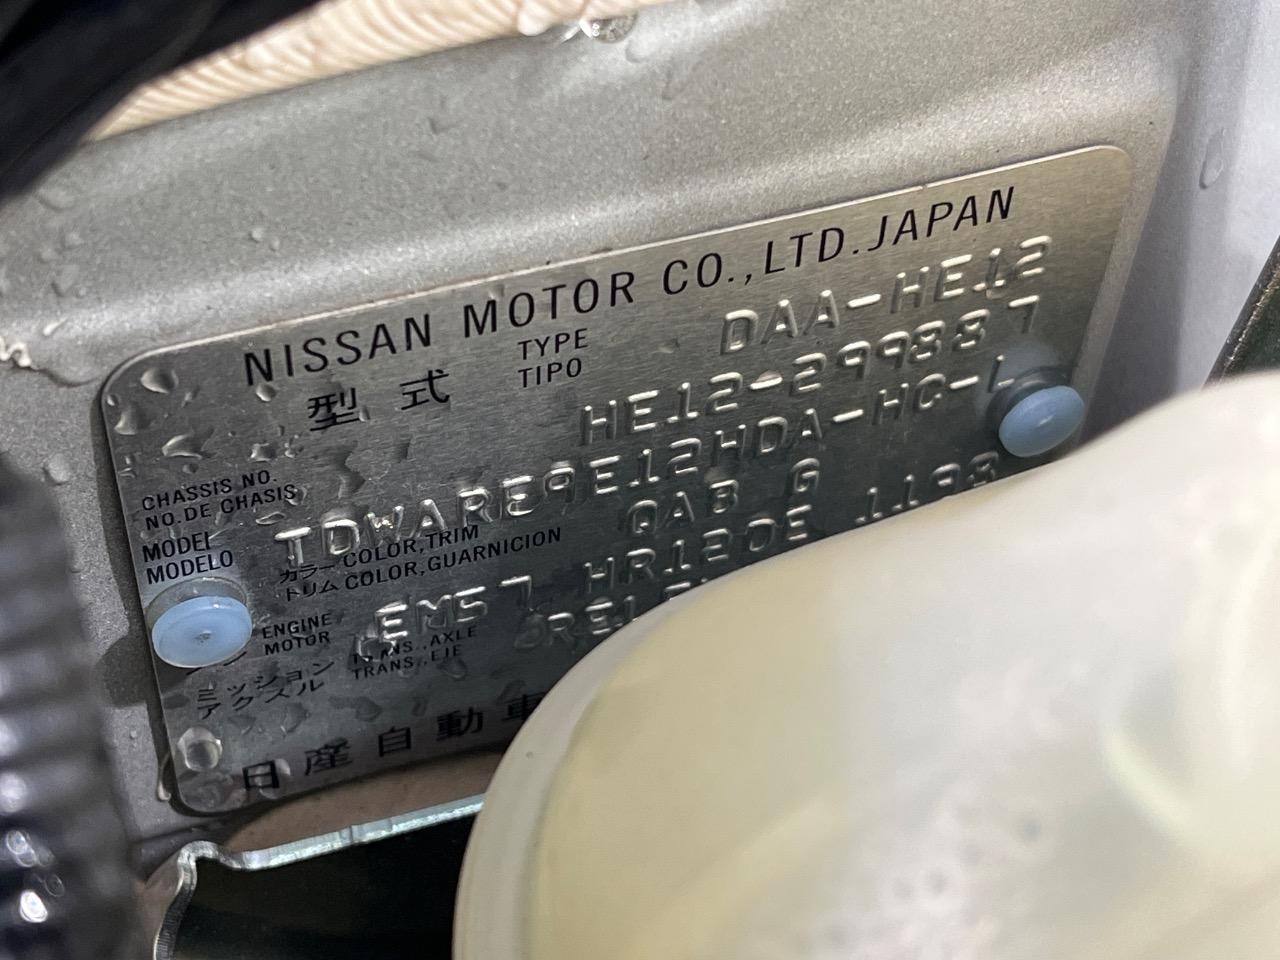 NISSAN MOTOR CO.,LTD.JAPAN
型式 TYPE TIPO DAA-HE12
CHASSIS NO. NO.DE CHASIS HE12-299887
MODEL MODELO TDWARE9E12HDA-HC-L
カラー COLOR,TRIM QAB G
トリム COLOR,GUARNICION
ENGINE MOTOR EM57 HR12DE 1198
ミッション TRANS.,AXLE
アクスル TRANS.,EJE
日産自動車